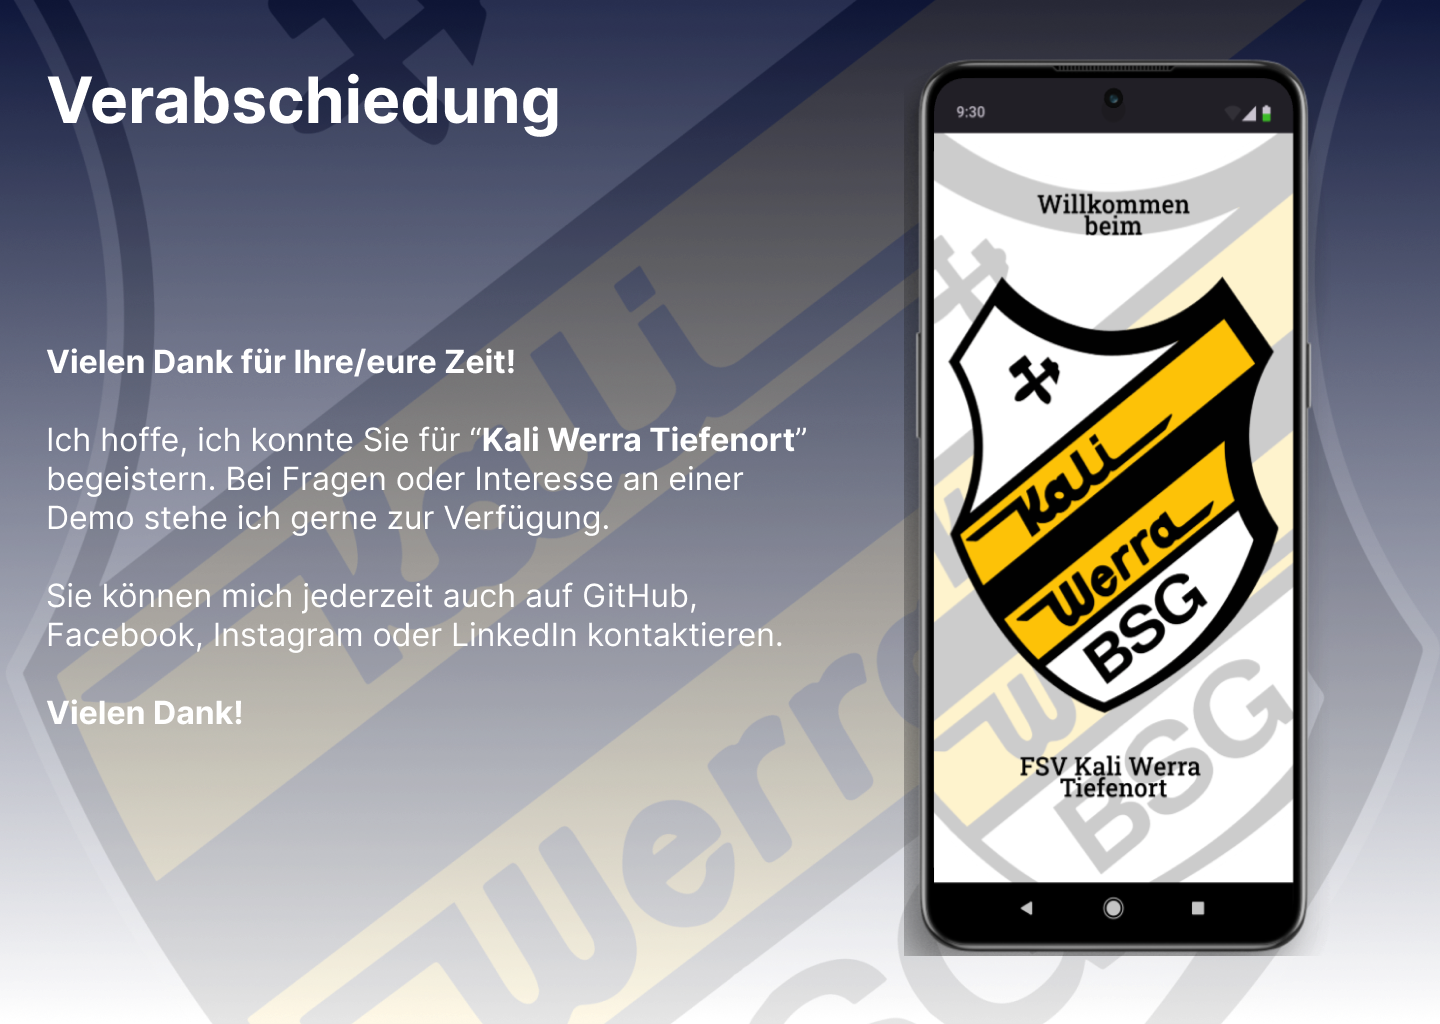 Verabschiedung
Vielen Dank für Ihre/eure Zeit!
Ich hoffe, ich konnte Sie für “Kali Werra Tiefenort”
begeistern. Bei Fragen oder Interesse an einer
Demo stehe ich gerne zur Verfügung.
Sie können mich jederzeit auch auf GitHub,
Facebook, Instagram oder LinkedIn kontaktieren.
Vielen Dank!
9:30
Willkommen
beim
Kali
Werra
BSG
FSV Kali Werra
Tiefenort